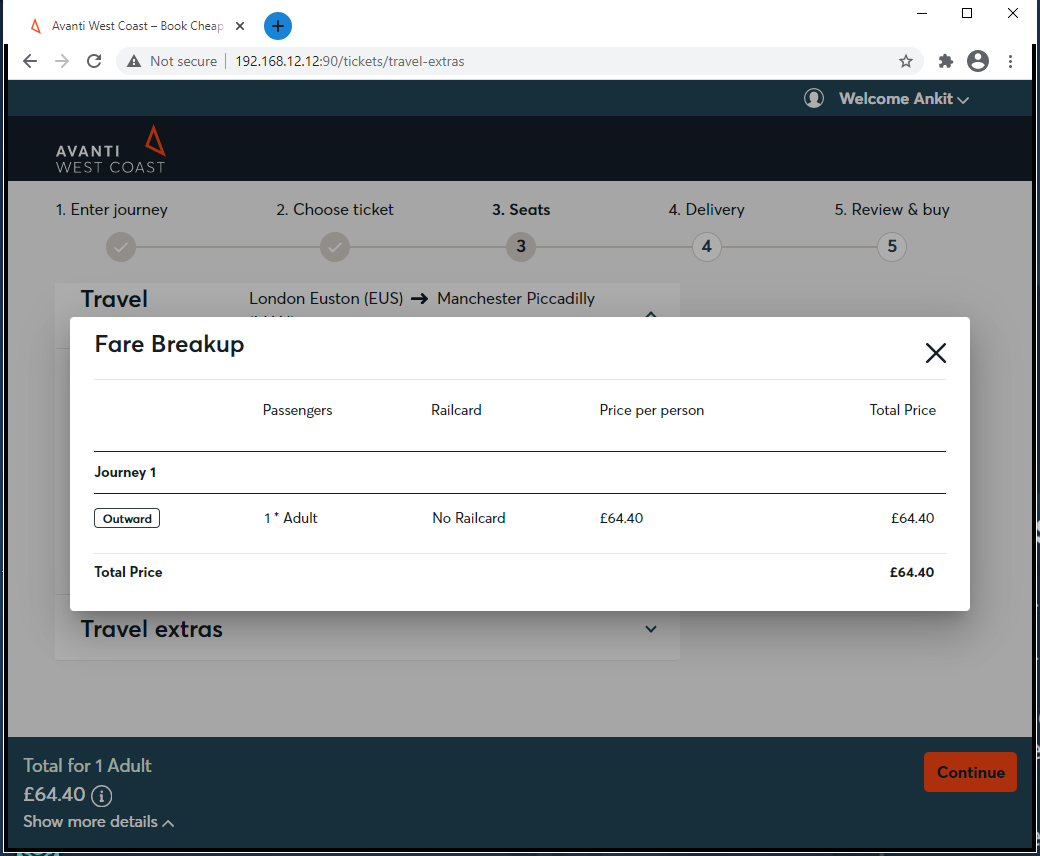 Avanti West Coast – Book Cheap
Not secure 192.168.12.12:90/tickets/travel-extras
Welcome Ankit
AVANTI
WEST COAST
1. Enter journey 2. Choose ticket 3. Seats 4. Delivery 5. Review & buy
3 4 5
Travel London Euston (EUS) → Manchester Piccadilly
Fare Breakup
Passengers Railcard Price per person Total Price
Journey 1
Outward 1 * Adult No Railcard £64.40 £64.40
Total Price £64.40
Travel extras
Total for 1 Adult
£64.40
Show more details
Continue